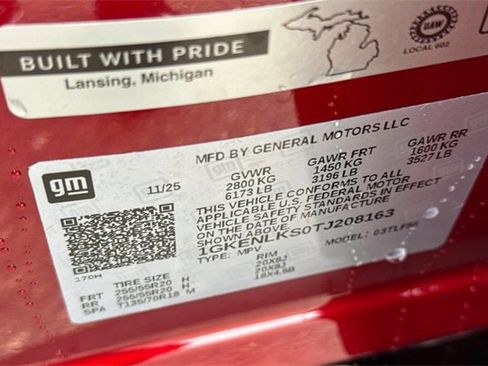 BUILT WITH PRIDE
Lansing, Michigan
UAW
LOCAL 602
MFD BY GENERAL MOTORS LLC
gm
11/25
GVWR GAWR FRT GAWR RR
2800 KG 1450 KG 1600 KG
6173 LB 3196 LB 3527 LB
THIS VEHICLE CONFORMS TO ALL
APPLICABLE U.S. FEDERAL MOTOR
VEHICLE SAFETY STANDARDS IN EFFECT
ON THE DATE OF MANUFACTURE
SHOWN ABOVE.
1GKENLKS0TJ208163
TYPE: MPV MODEL:
170H
TIRE SIZE RIM
FRT 255/55R20 H 20X8J
RR 255/55R20 H 20X8J
SPA T135/70R18 M 18X4.5B